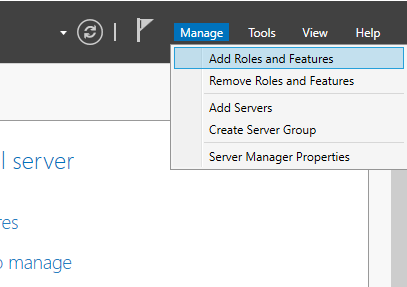 Manage Tools View Help
Add Roles and Features
Remove Roles and Features
Add Servers
Create Server Group
Server Manager Properties
l server
res
o manage